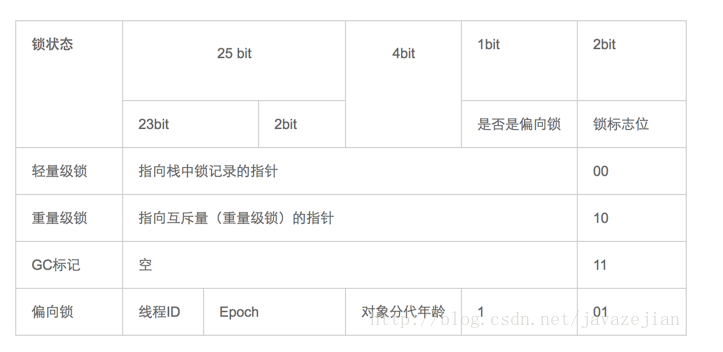 锁状态 25 bit 4bit 1bit 2bit
23bit 2bit 是否是偏向锁 锁标志位
轻量级锁 指向栈中锁记录的指针 00
重量级锁 指向互斥量（重量级锁）的指针 10
GC标记 空 11
偏向锁 线程ID Epoch 对象分代年龄 1 01
http://blog.csdn.net/javazejian